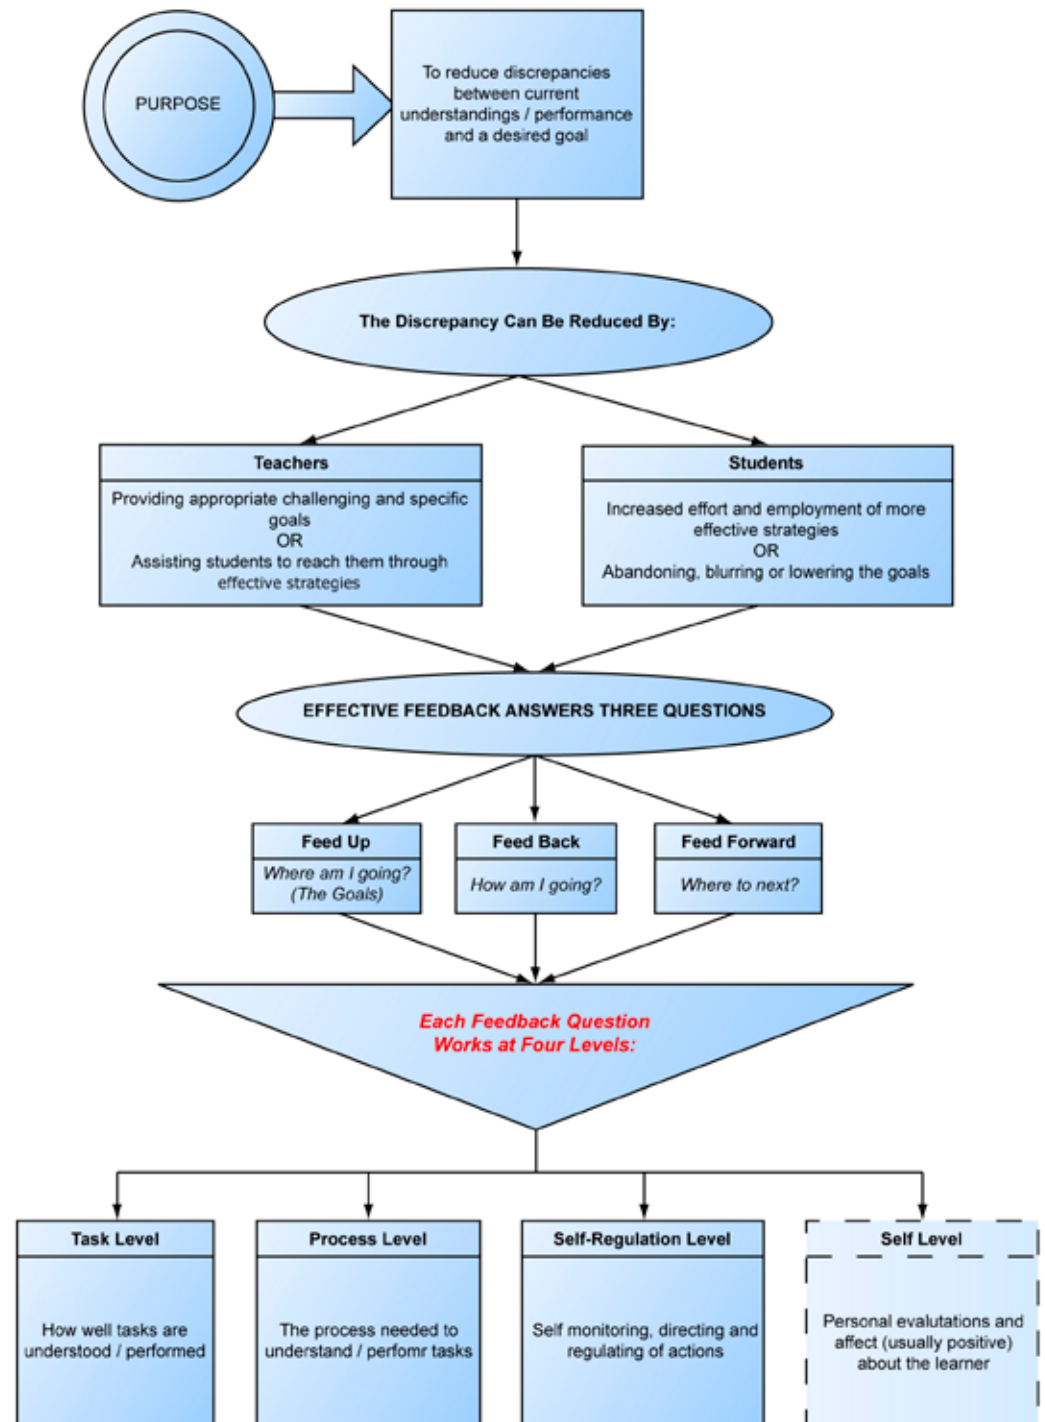 PURPOSE
To reduce discrepancies
between current
understandings / performance
and a desired goal
The Discrepancy Can Be Reduced By:
Teachers
Providing appropriate challenging and specific
goals
OR
Assisting students to reach them through
effective strategies
Students
Increased effort and employment of more
effective strategies
OR
Abandoning, blurring or lowering the goals
EFFECTIVE FEEDBACK ANSWERS THREE QUESTIONS
Feed Up
Where am I going?
(The Goals)
Feed Back
How am I going?
Feed Forward
Where to next?
Each Feedback Question
Works at Four Levels:
Task Level
How well tasks are
understood / performed
Process Level
The process needed to
understand / perfomr tasks
Self-Regulation Level
Self monitoring, directing and
regulating of actions
Self Level
Personal evalutations and
affect (usually positive)
about the learner